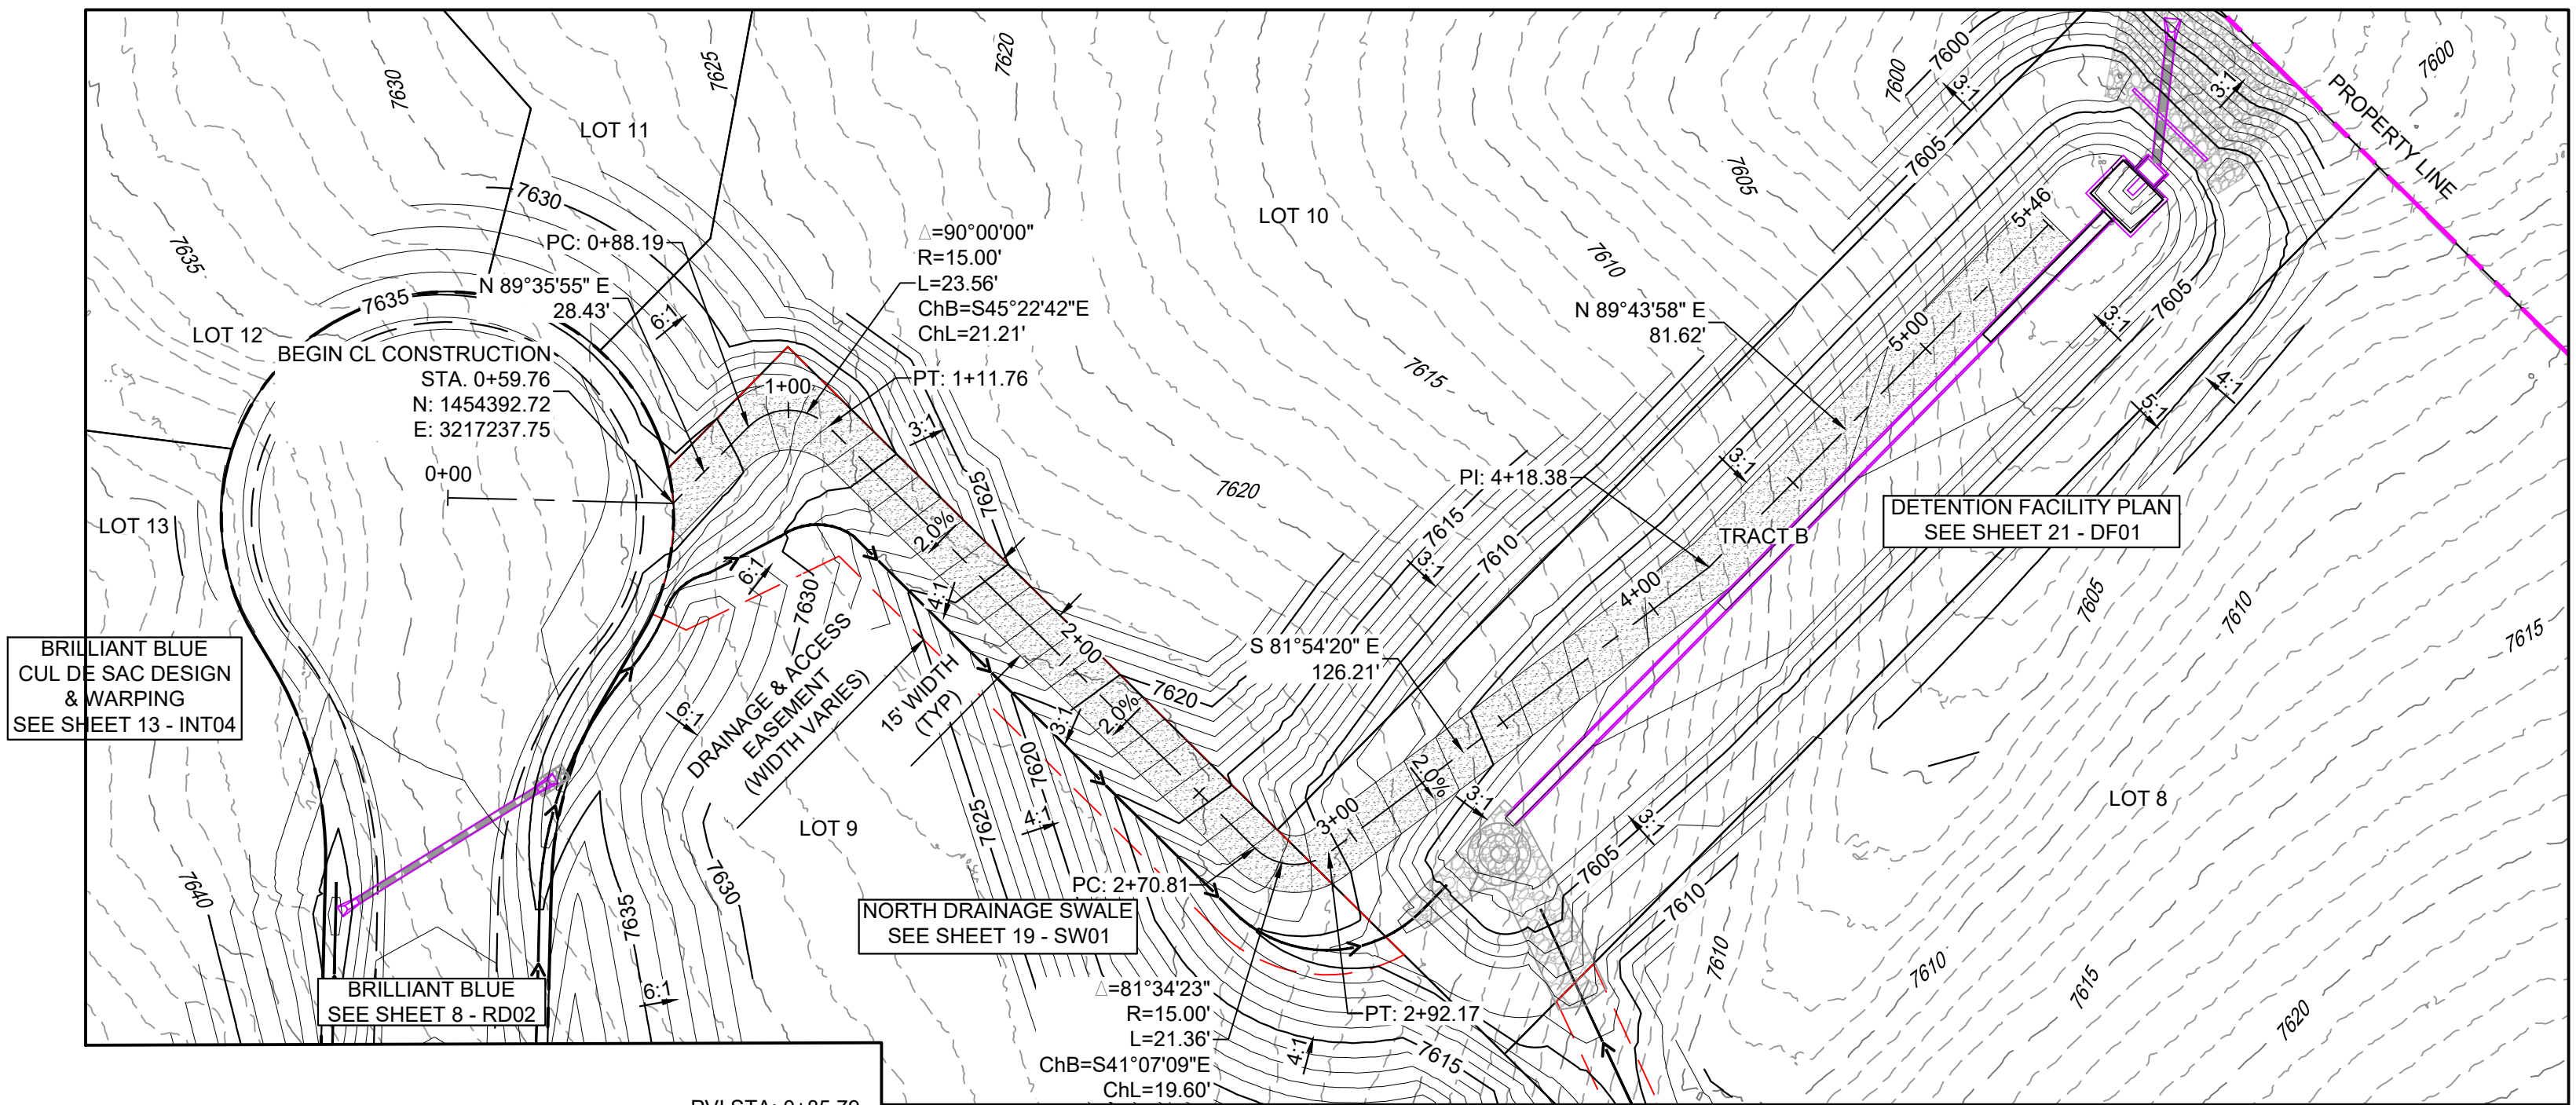 7630
7625
7620
7600
7600
7600
3:1
3:1
PROPERTY LINE
LOT 11
7605
7605
LOT 10
7630
7635
PC: 0+88.19
Δ=90°00'00"
R=15.00'
L=23.56'
ChB=S45°22'42"E
ChL=21.21'
5+46
7610
N 89°35'55" E
28.43'
7635
6:1
LOT 12
N 89°43'58" E
81.62'
5+00
3:1
7605
BEGIN CL CONSTRUCTION
STA. 0+59.76
N: 1454392.72
E: 3217237.75
1+00
PT: 1+11.76
7615
4:1
5:1
3:1
0+00
7625
7620
PI: 4+18.38
3:1
DETENTION FACILITY PLAN
SEE SHEET 21 - DF01
LOT 13
2.0%
7615
7610
3:1
TRACT B
6:1
7630
4:1
4+00
7605
7610
7615
BRILLIANT BLUE
CUL DE SAC DESIGN
& WARPING
SEE SHEET 13 - INT04
DRAINAGE & ACCESS
EASEMENT
(WIDTH VARIES)
15' WIDTH
(TYP)
2+00
7620
S 81°54'20" E
126.21'
6:1
3:1
2.0%
7620
2.0%
3:1
7625
4:1
LOT 9
3+00
3:1
LOT 8
7640
7635
7630
PC: 2+70.81
7605
7610
NORTH DRAINAGE SWALE
SEE SHEET 19 - SW01
7610
7610
7615
7620
BRILLIANT BLUE
SEE SHEET 8 - RD02
6:1
Δ=81°34'23"
R=15.00'
L=21.36'
ChB=S41°07'09"E
ChL=19.60'
PT: 2+92.17
4:1
7615